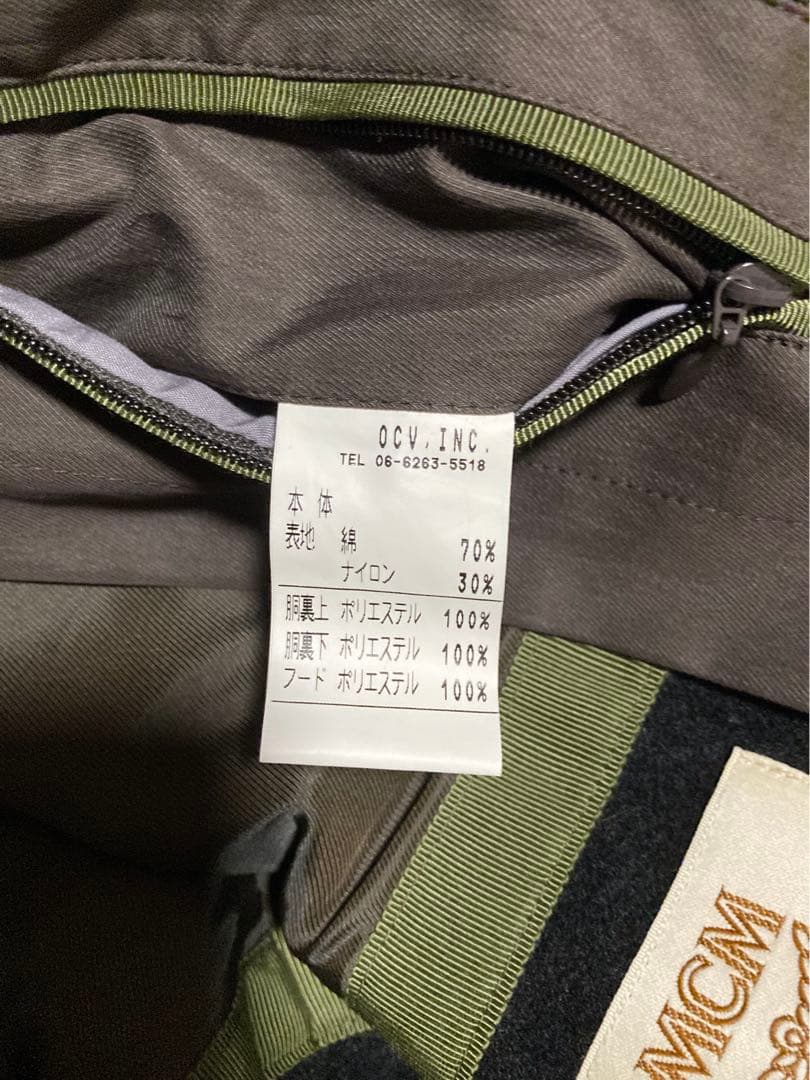 OCV, INC.
TEL 06-6263-5518
本体
表地 綿 70%
ナイロン 30%
胴裏上 ポリエステル 100%
胴裏下 ポリエステル 100%
フード ポリエステル 100%
MCM